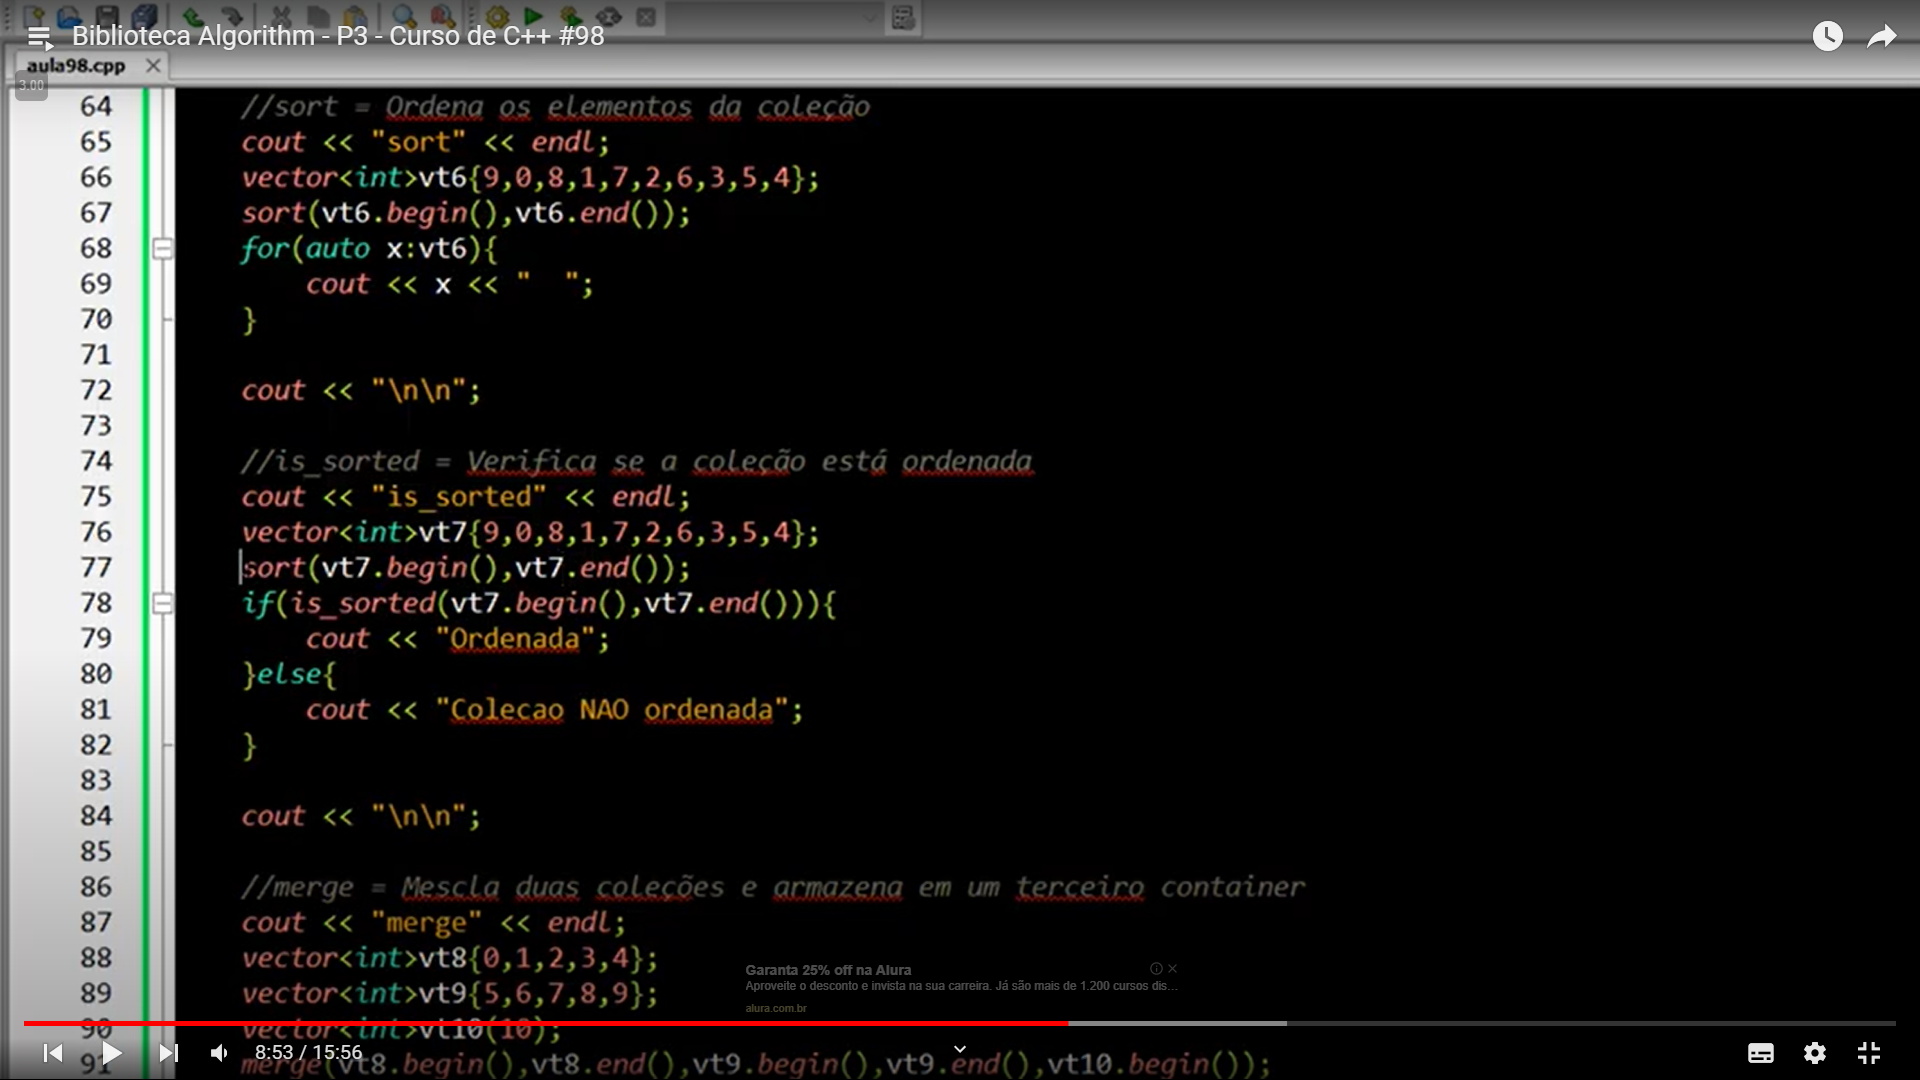 Biblioteca Algorithm - P3 - Curso de C++ #98
aula98.cpp
3.00
64 //sort = Ordena os elementos da coleção
65 cout << "sort" << endl;
66 vector<int>vt6{9,0,8,1,7,2,6,3,5,4};
67 sort(vt6.begin(),vt6.end());
68 for(auto x:vt6){
69 cout << x << "  ";
70 }
71
72 cout << "\n\n";
73
74 //is_sorted = Verifica se a coleção está ordenada
75 cout << "is_sorted" << endl;
76 vector<int>vt7{9,0,8,1,7,2,6,3,5,4};
77 sort(vt7.begin(),vt7.end());
78 if(is_sorted(vt7.begin(),vt7.end())){
79 cout << "Ordenada";
80 }else{
81 cout << "Colecao NAO ordenada";
82 }
83
84 cout << "\n\n";
85
86 //merge = Mescla duas coleções e armazena em um terceiro container
87 cout << "merge" << endl;
88 vector<int>vt8{0,1,2,3,4};
89 vector<int>vt9{5,6,7,8,9};
90 vector<int>vt10(10);
91 merge(vt8.begin(),vt8.end(),vt9.begin(),vt9.end(),vt10.begin());
Garanta 25% off na Alura
Aproveite o desconto e invista na sua carreira. Já são mais de 1.200 cursos dis...
alura.com.br
8:53 / 15:56